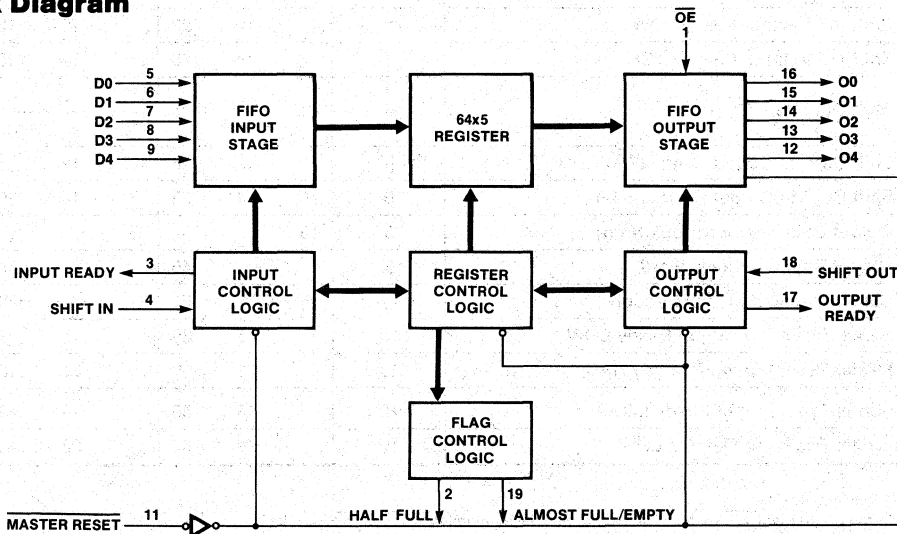 Diagram
OE
1
D0 5
D1 6
D2 7
D3 8
D4 9
FIFO
INPUT
STAGE
64x5
REGISTER
FIFO
OUTPUT
STAGE
16 O0
15 O1
14 O2
13 O3
12 O4
INPUT READY 3
SHIFT IN 4
INPUT
CONTROL
LOGIC
REGISTER
CONTROL
LOGIC
OUTPUT
CONTROL
LOGIC
18 SHIFT OUT
17 OUTPUT
READY
FLAG
CONTROL
LOGIC
2 19
HALF FULL ALMOST FULL/EMPTY
MASTER RESET 11